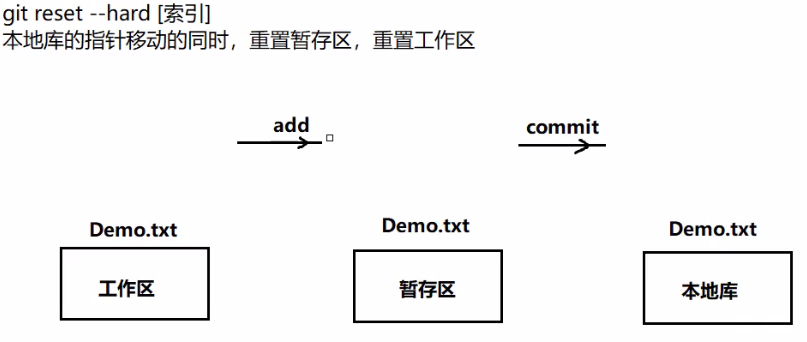 git reset --hard [索引]
本地库的指针移动的同时，重置暂存区，重置工作区
add
commit
Demo.txt
Demo.txt
Demo.txt
工作区
暂存区
本地库